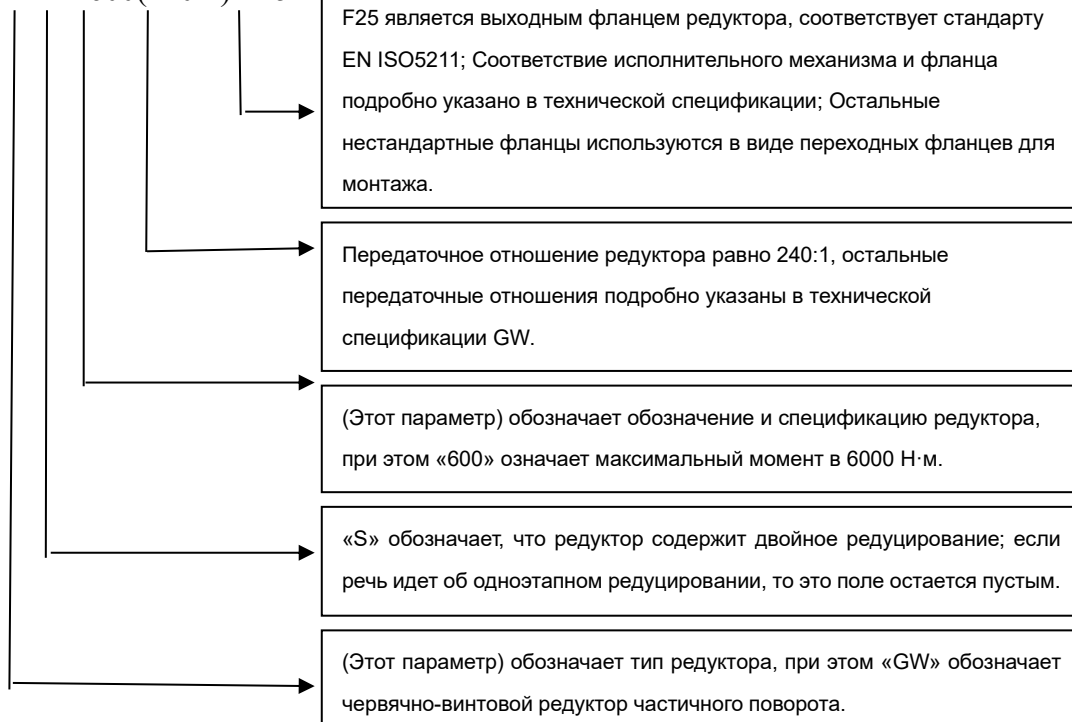 F25 является выходным фланцем редуктора, соответствует стандарту
EN ISO5211; Соответствие исполнительного механизма и фланца
подробно указано в технической спецификации; Остальные
нестандартные фланцы используются в виде переходных фланцев для
монтажа.
Передаточное отношение редуктора равно 240:1, остальные
передаточные отношения подробно указаны в технической
спецификации GW.
(Этот параметр) обозначает обозначение и спецификацию редуктора,
при этом «600» означает максимальный момент в 6000 Н·м.
«S» обозначает, что редуктор содержит двойное редуцирование; если
речь идет об одноэтапном редуцировании, то это поле остается пустым.
(Этот параметр) обозначает тип редуктора, при этом «GW» обозначает
червячно-винтовой редуктор частичного поворота.